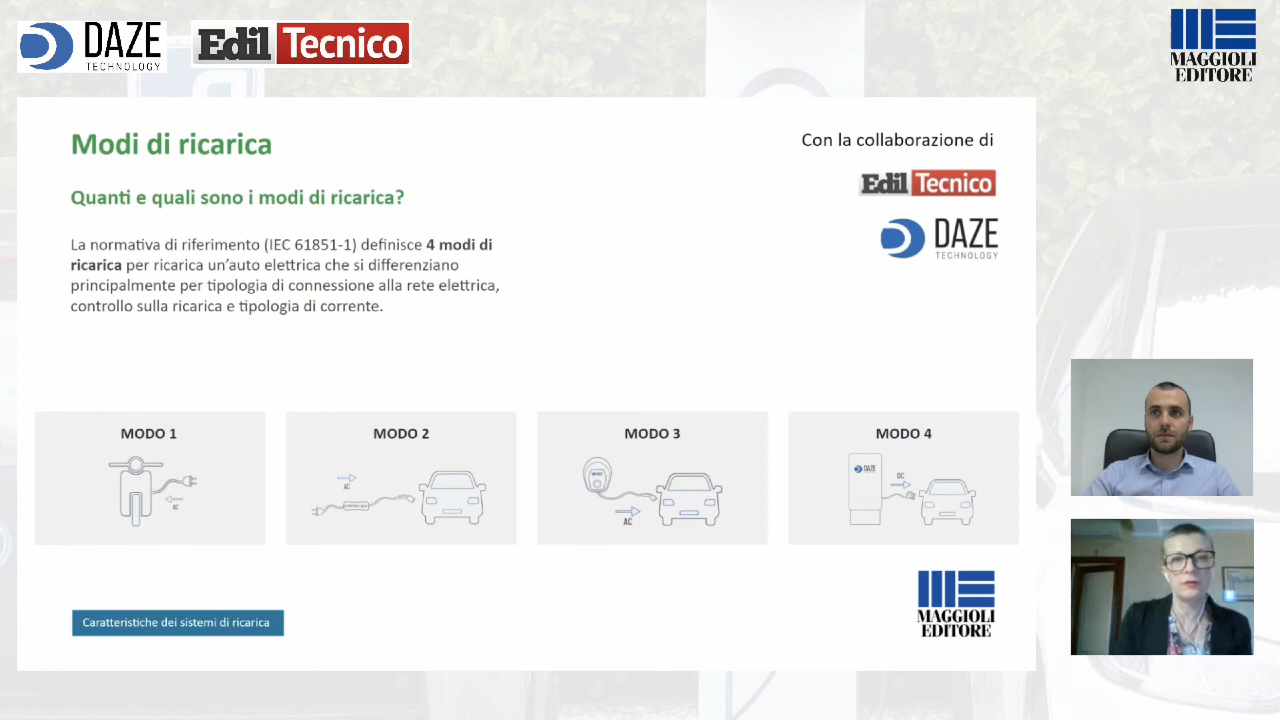 DAZE
TECHNOLOGY
Edil Tecnico
MAGGIOLI
EDITORE
Modi di ricarica
Con la collaborazione di
Edil Tecnico
DAZE
TECHNOLOGY
Quanti e quali sono i modi di ricarica?
La normativa di riferimento (IEC 61851-1) definisce 4 modi di
ricarica per ricarica un'auto elettrica che si differenziano
principalmente per tipologia di connessione alla rete elettrica,
controllo sulla ricarica e tipologia di corrente.
MODO 1
AC
MODO 2
AC
CONTROL BOX
MODO 3
AC
MODO 4
DAZE
DC
MAGGIOLI
EDITORE
Caratteristiche dei sistemi di ricarica